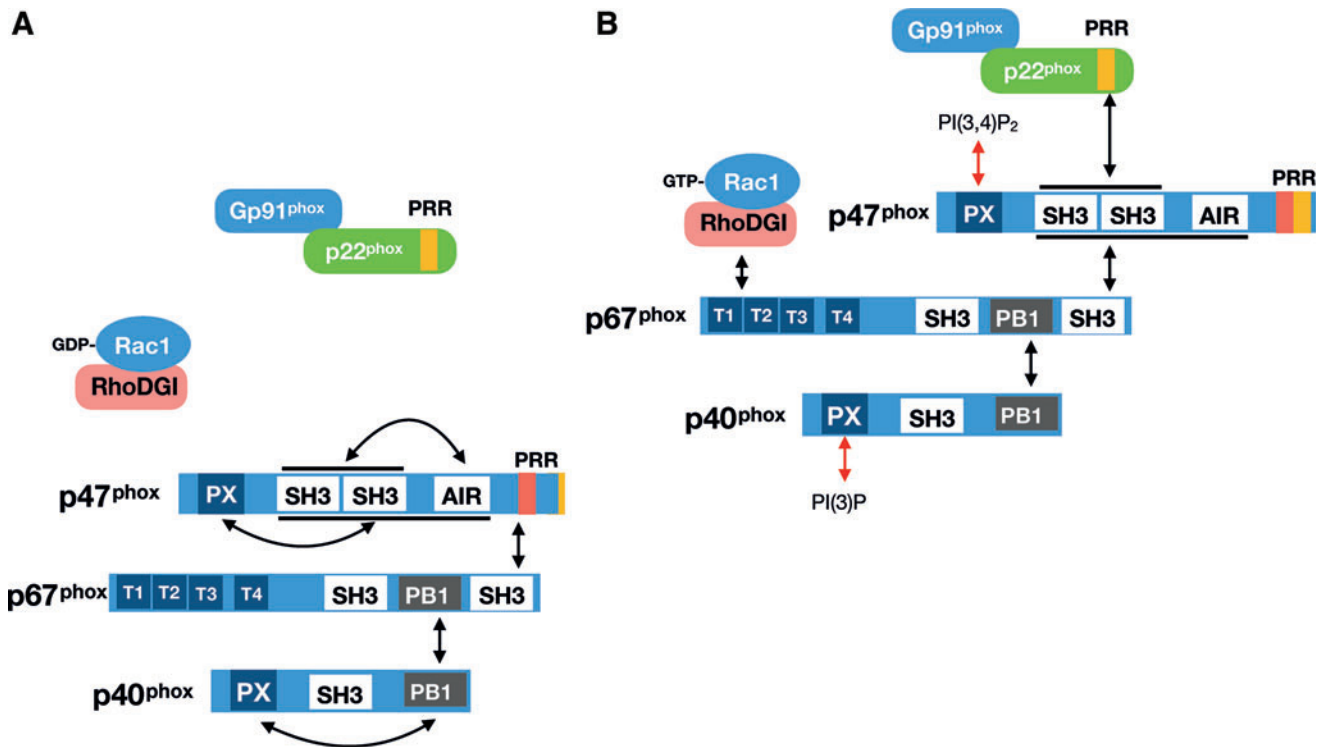 A
Gp91phox
PRR
p22phox
GDP-
Rac1
RhoDGI
PRR
p47phox
PX
SH3
SH3
AIR
p67phox
T1
T2
T3
T4
SH3
PB1
SH3
p40phox
PX
SH3
PB1
B
Gp91phox
PRR
p22phox
PI(3,4)P2
GTP-
Rac1
RhoDGI
PRR
p47phox
PX
SH3
SH3
AIR
p67phox
T1
T2
T3
T4
SH3
PB1
SH3
p40phox
PX
SH3
PB1
PI(3)P